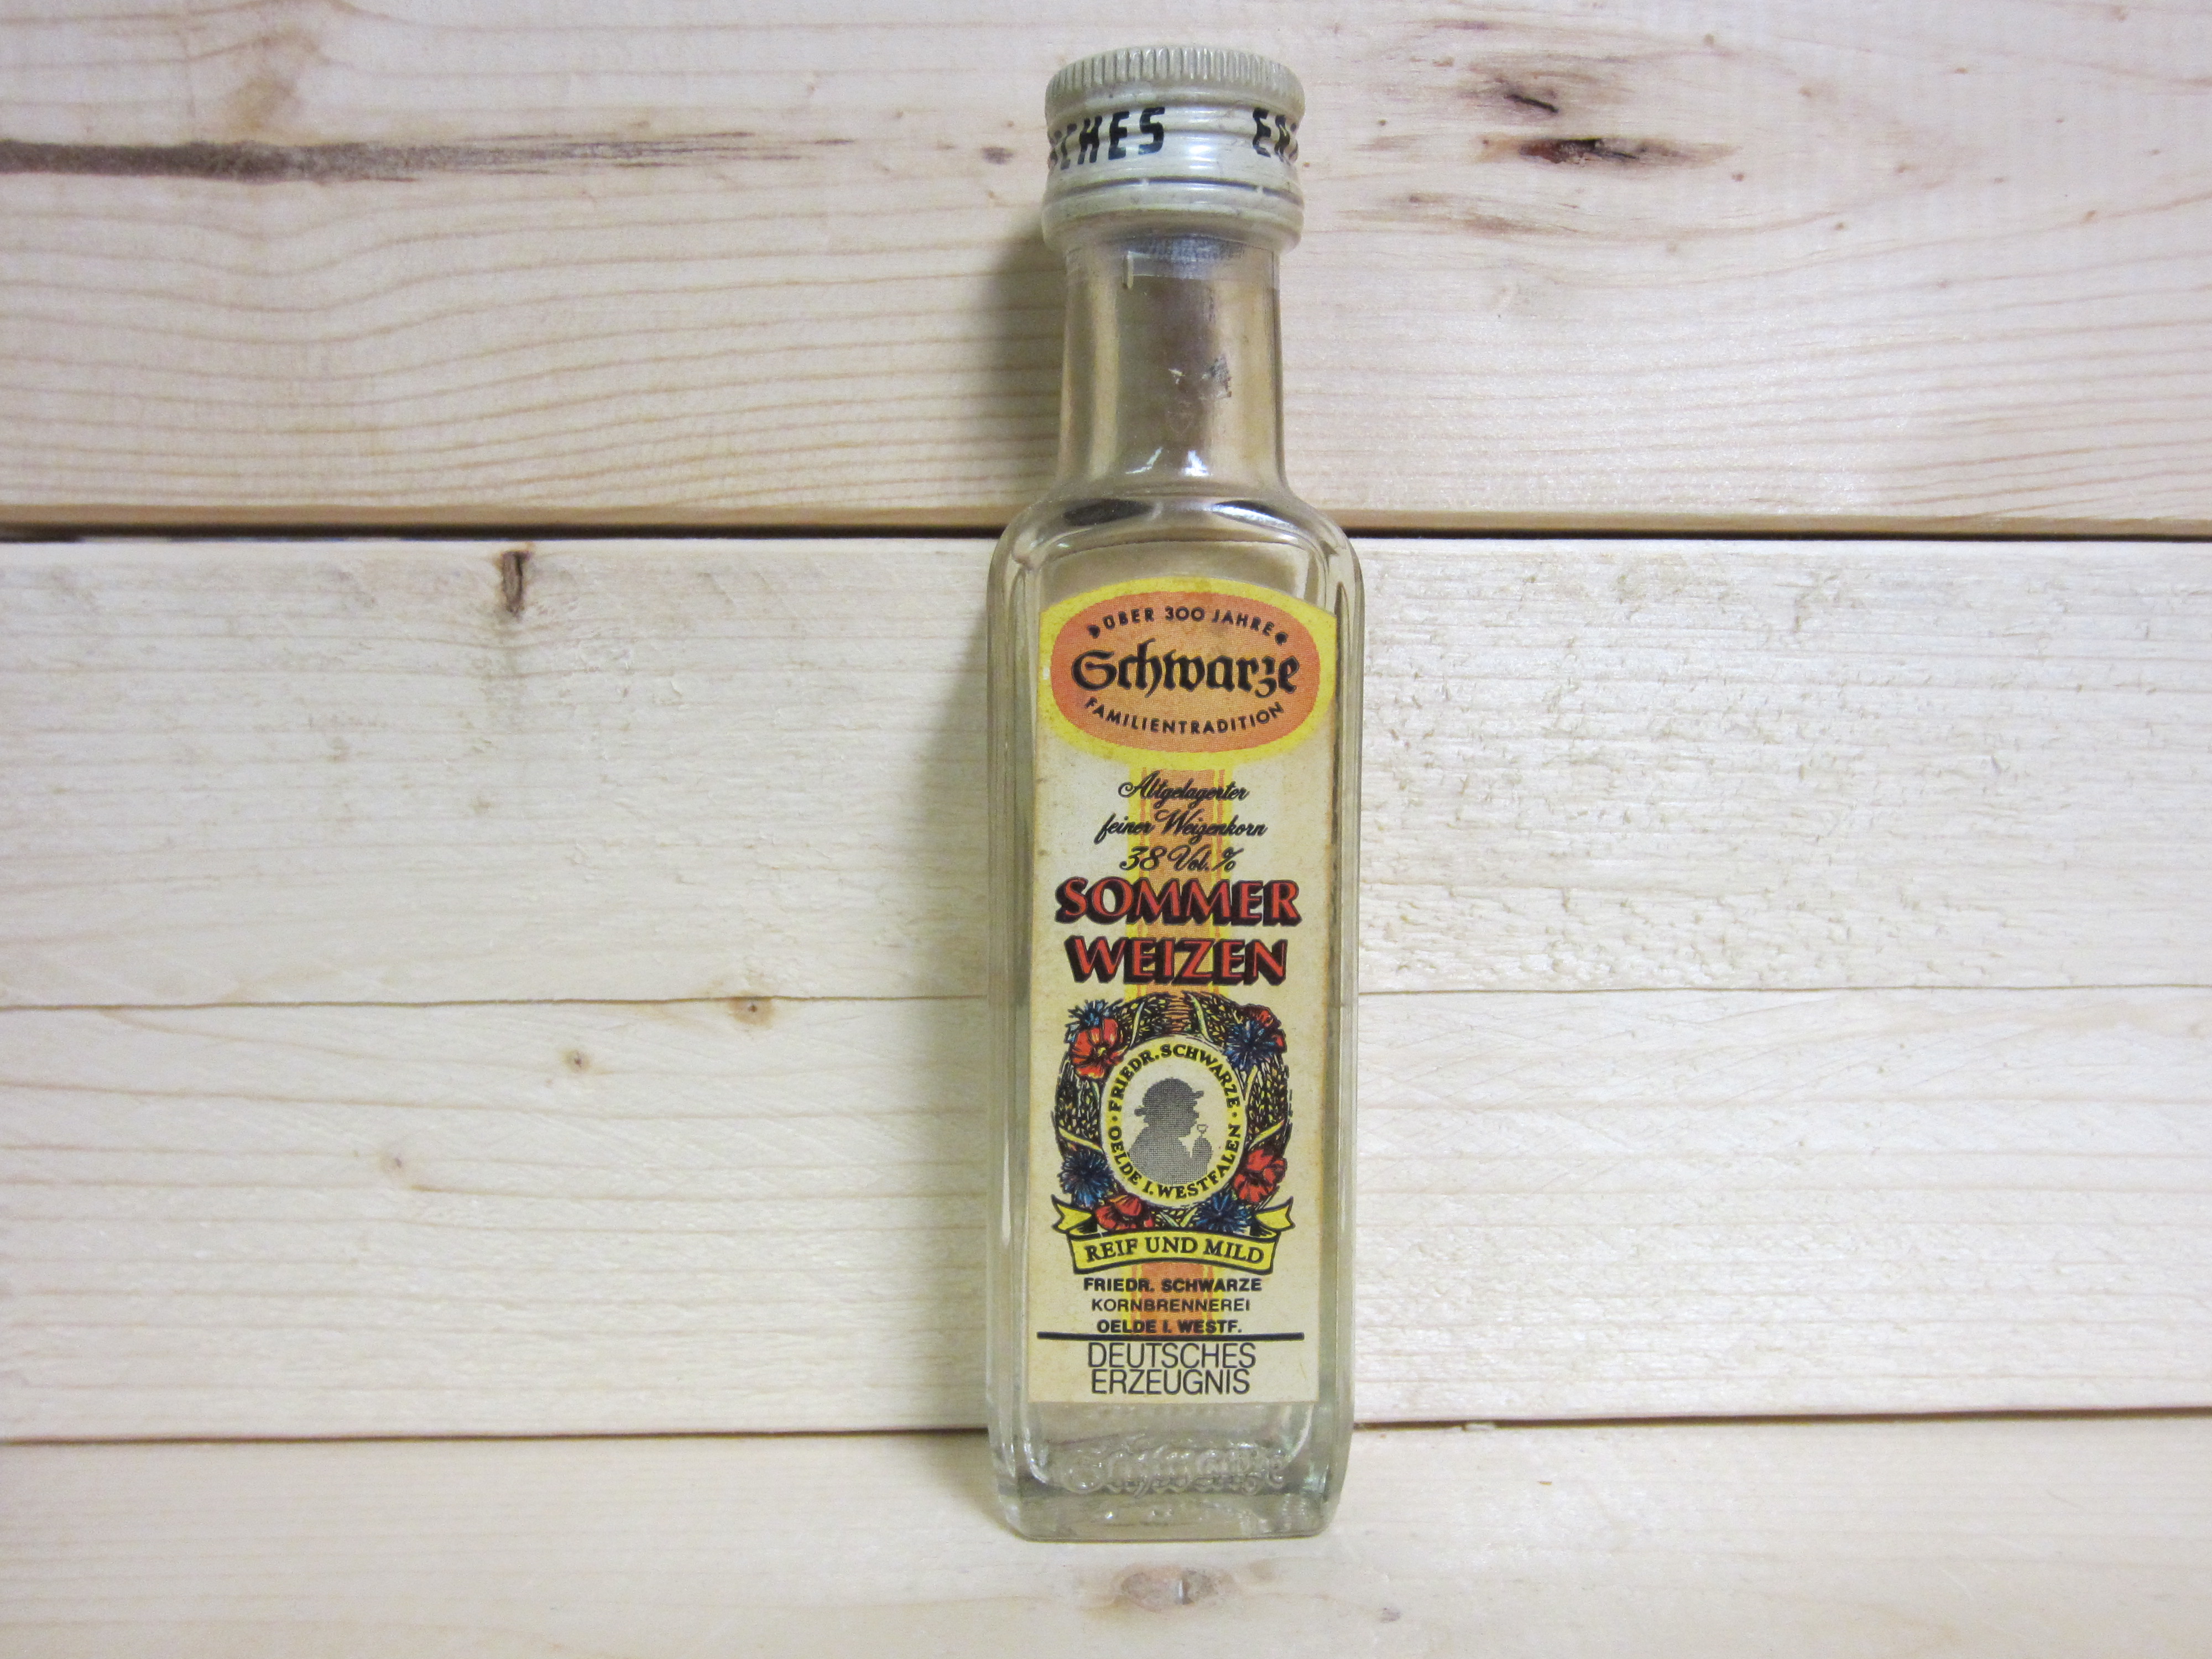 ÜBER 300 JAHRE
Schwarze
FAMILIENTRADITION
Altgelagerter
feiner Weizenkorn
38 Vol.%
SOMMER
WEIZEN
· FRIEDR. SCHWARZE ·
OELDE I. WESTFALEN
REIF UND MILD
FRIEDR. SCHWARZE
KORNBRENNEREI
OELDE I. WESTF.
DEUTSCHES
ERZEUGNIS
Schwarze